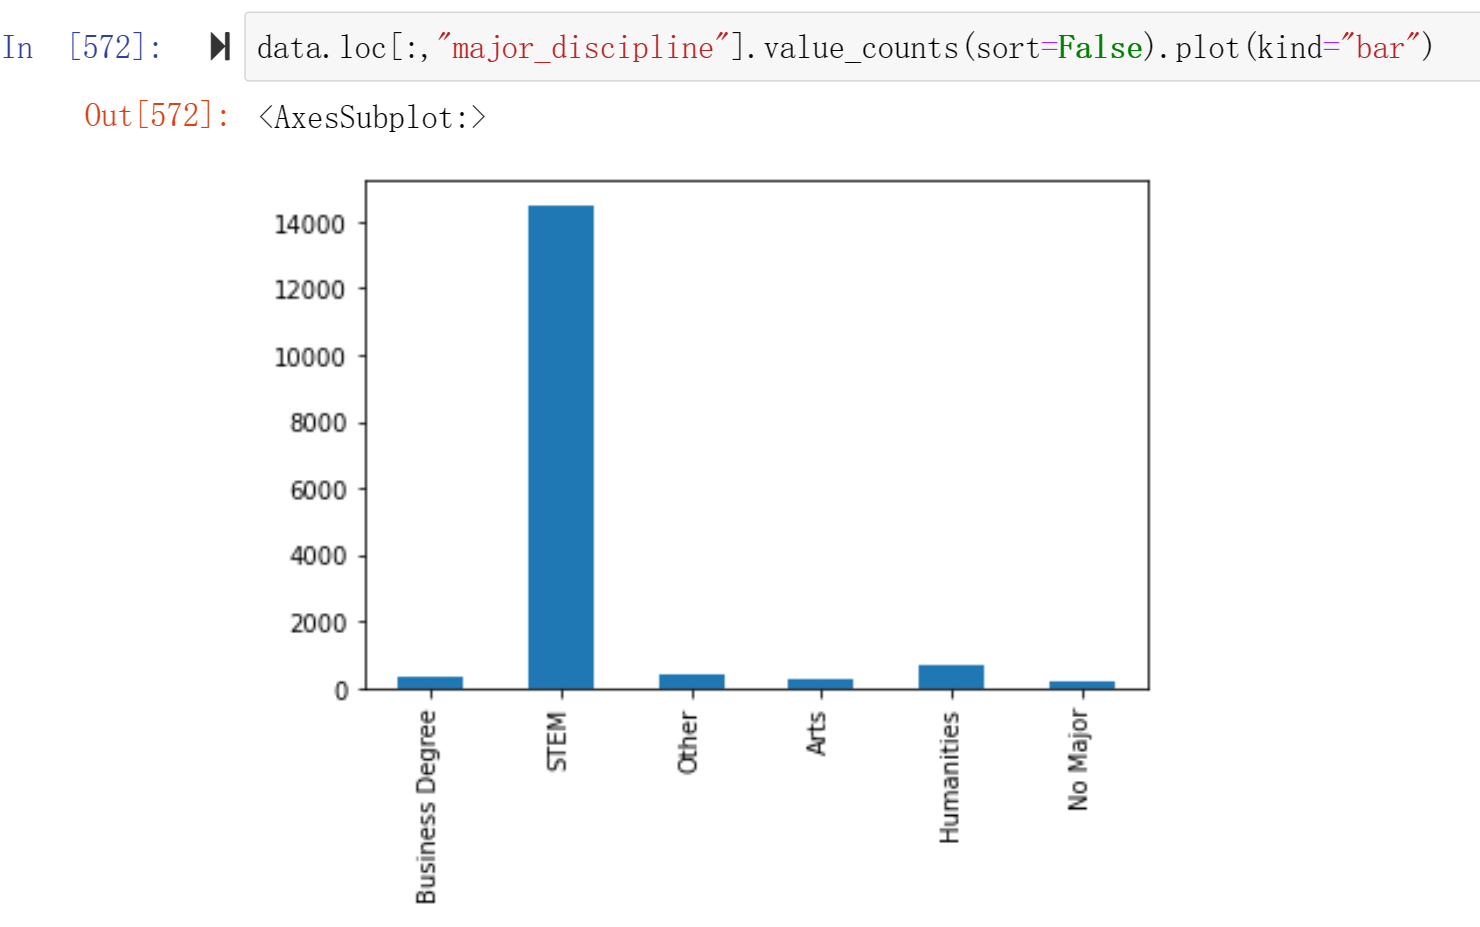 In [572]: data.loc[:,"major_discipline"].value_counts(sort=False).plot(kind="bar")
Out[572]: <AxesSubplot:>
14000
12000
10000
8000
6000
4000
2000
0
Business Degree
STEM
Other
Arts
Humanities
No Major